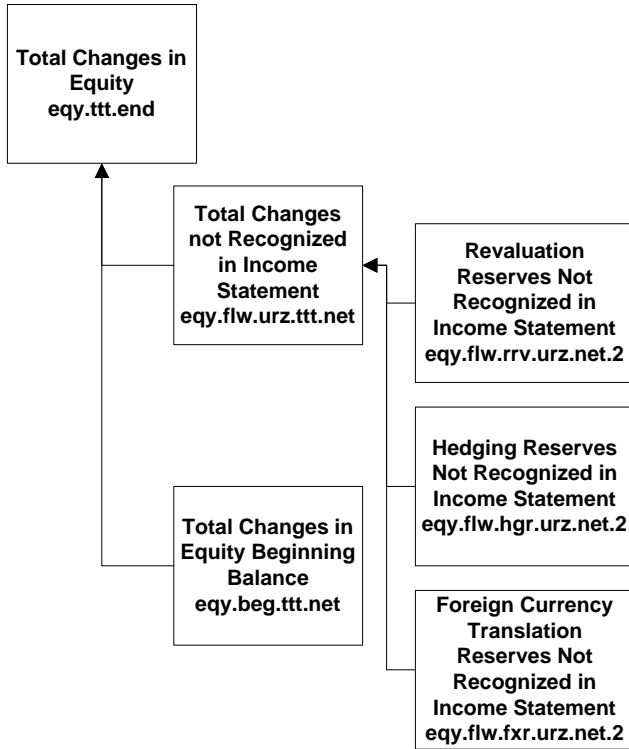 Total Changes in
Equity
eqy.ttt.end
Total Changes
not Recognized
in Income
Statement
eqy.flw.urz.ttt.net
Revaluation
Reserves Not
Recognized in
Income Statement
eqy.flw.rrv.urz.net.2
Hedging Reserves
Not Recognized in
Income Statement
eqy.flw.hgr.urz.net.2
Total Changes in
Equity Beginning
Balance
eqy.beg.ttt.net
Foreign Currency
Translation
Reserves Not
Recognized in
Income Statement
eqy.flw.fxr.urz.net.2